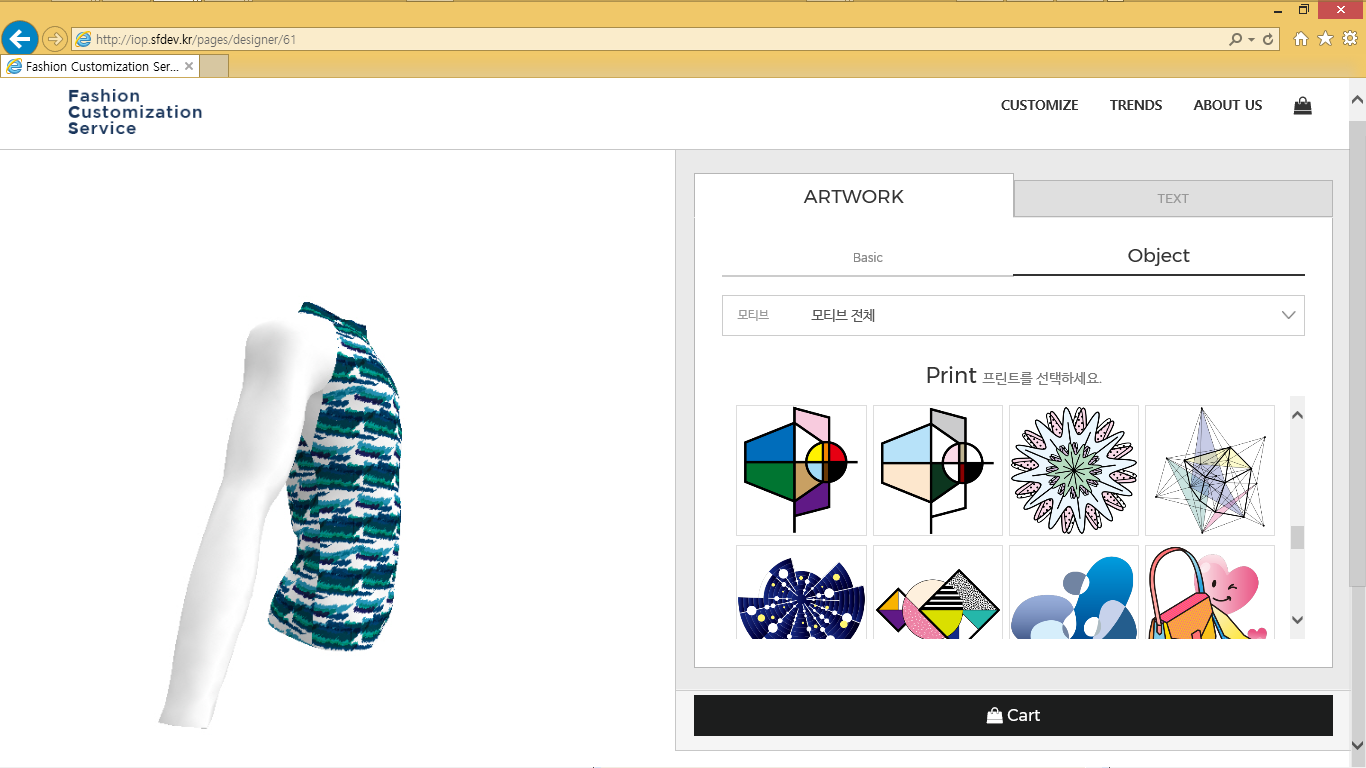 http://iop.sfdev.kr/pages/designer/61
Fashion Customization Ser...
Fashion
Customization
Service
CUSTOMIZE
TRENDS
ABOUT US
ARTWORK
TEXT
Basic
Object
모티브
모티브 전체
Print 프린트를 선택하세요.
Cart